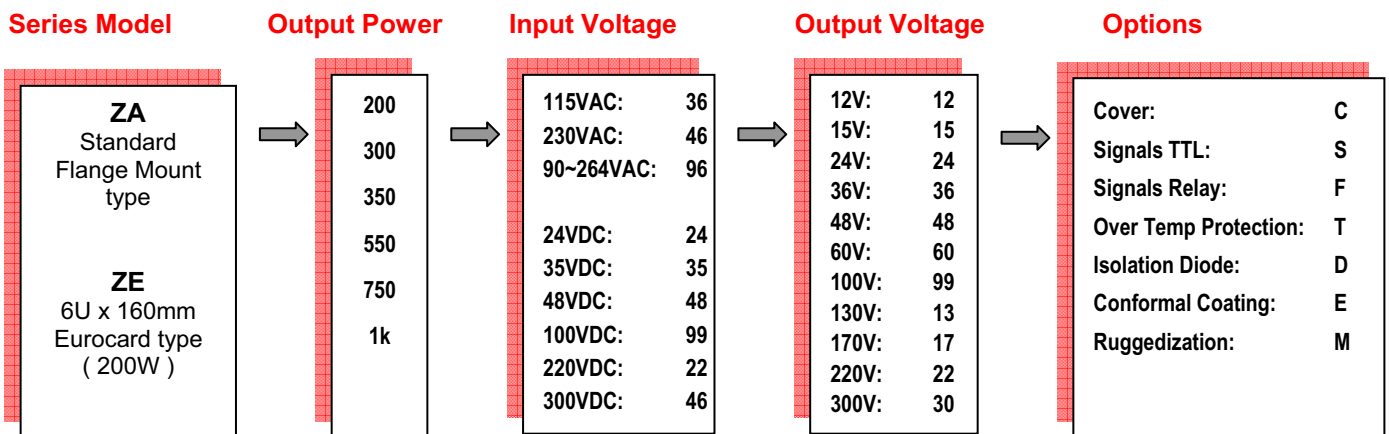 Series Model
Output Power
Input Voltage
Output Voltage
Options
ZA
Standard
Flange Mount
type
ZE
6U x 160mm
Eurocard type
( 200W )
200
300
350
550
750
1k
115VAC: 36
230VAC: 46
90~264VAC: 96
24VDC: 24
35VDC: 35
48VDC: 48
100VDC: 99
220VDC: 22
300VDC: 46
12V: 12
15V: 15
24V: 24
36V: 36
48V: 48
60V: 60
100V: 99
130V: 13
170V: 17
220V: 22
300V: 30
Cover: C
Signals TTL: S
Signals Relay: F
Over Temp Protection: T
Isolation Diode: D
Conformal Coating: E
Ruggedization: M